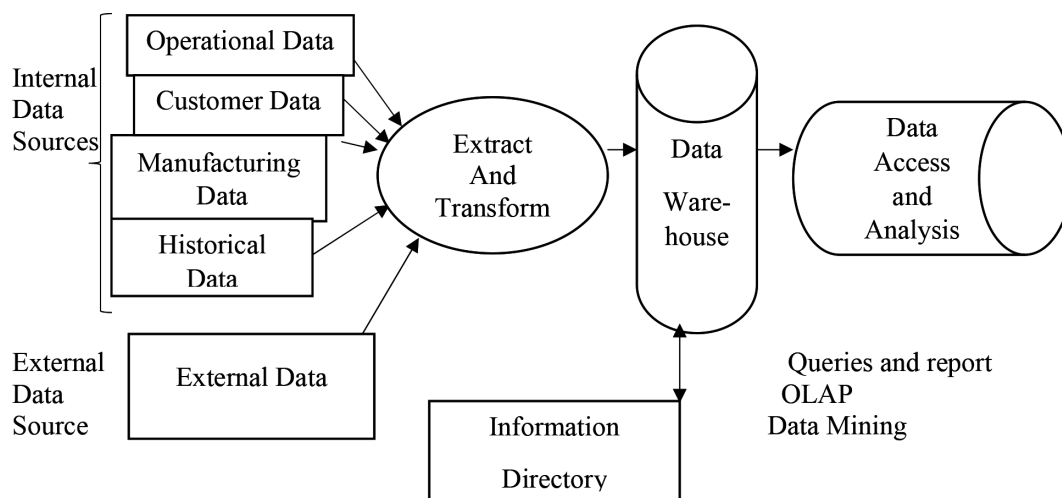 Operational Data
Internal
Data
Sources
Customer Data
Manufacturing
Data
Historical
Data
Extract
And
Transform
Data
Ware-
house
Data
Access
and
Analysis
External
Data
Source
External Data
Information
Directory
Queries and report
OLAP
Data Mining